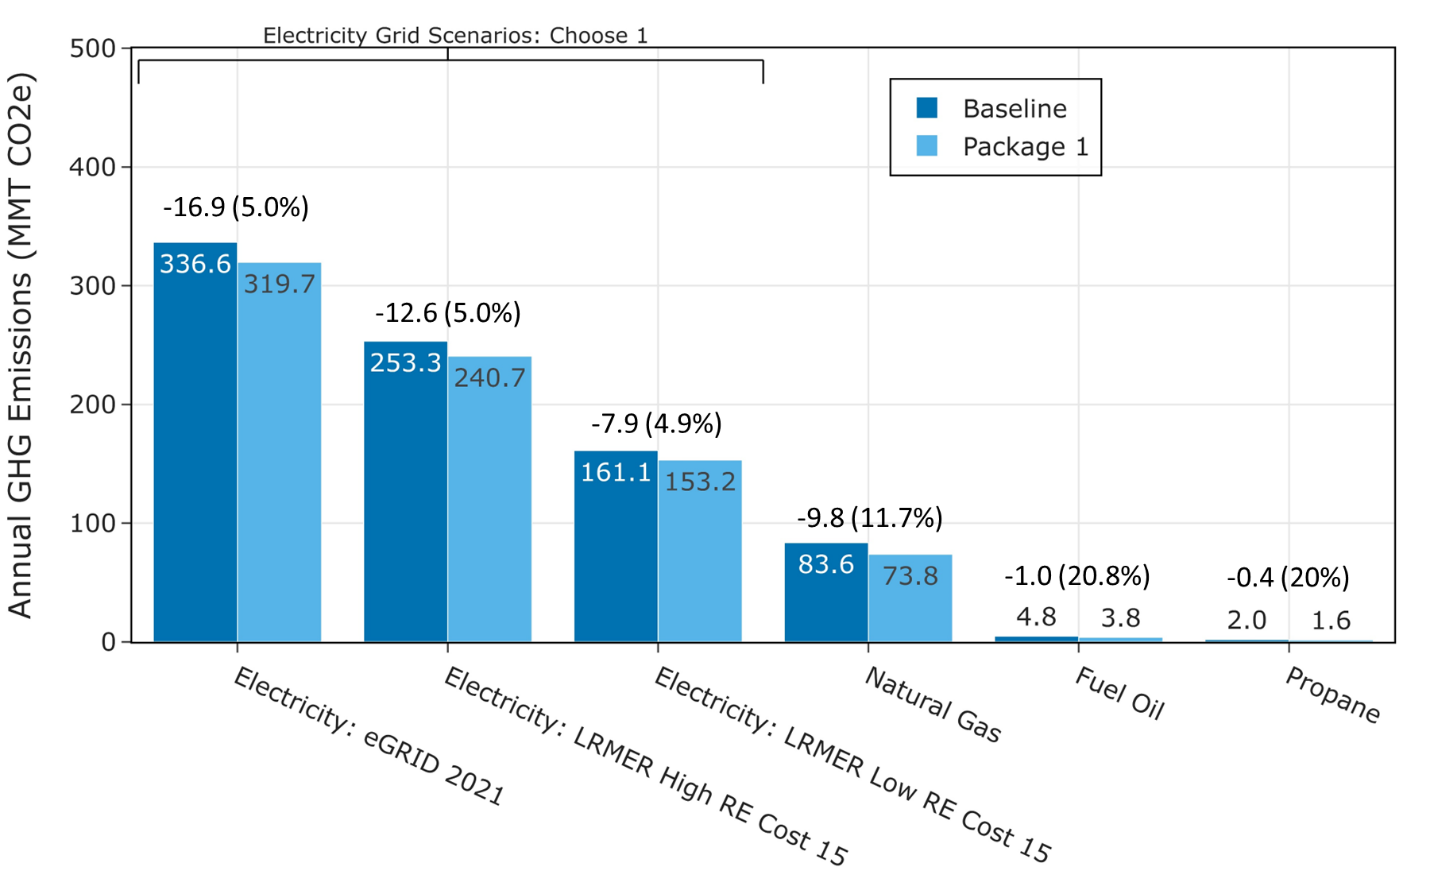 Electricity Grid Scenarios: Choose 1
Annual GHG Emissions (MMT CO2e)
500
400
300
200
100
0
Baseline
Package 1
-16.9 (5.0%)
336.6
319.7
-12.6 (5.0%)
253.3
240.7
-7.9 (4.9%)
161.1
153.2
-9.8 (11.7%)
83.6
73.8
-1.0 (20.8%)
4.8
3.8
-0.4 (20%)
2.0
1.6
Electricity: eGRID 2021
Electricity: LRMER High RE Cost 15
Electricity: LRMER Low RE Cost 15
Natural Gas
Fuel Oil
Propane